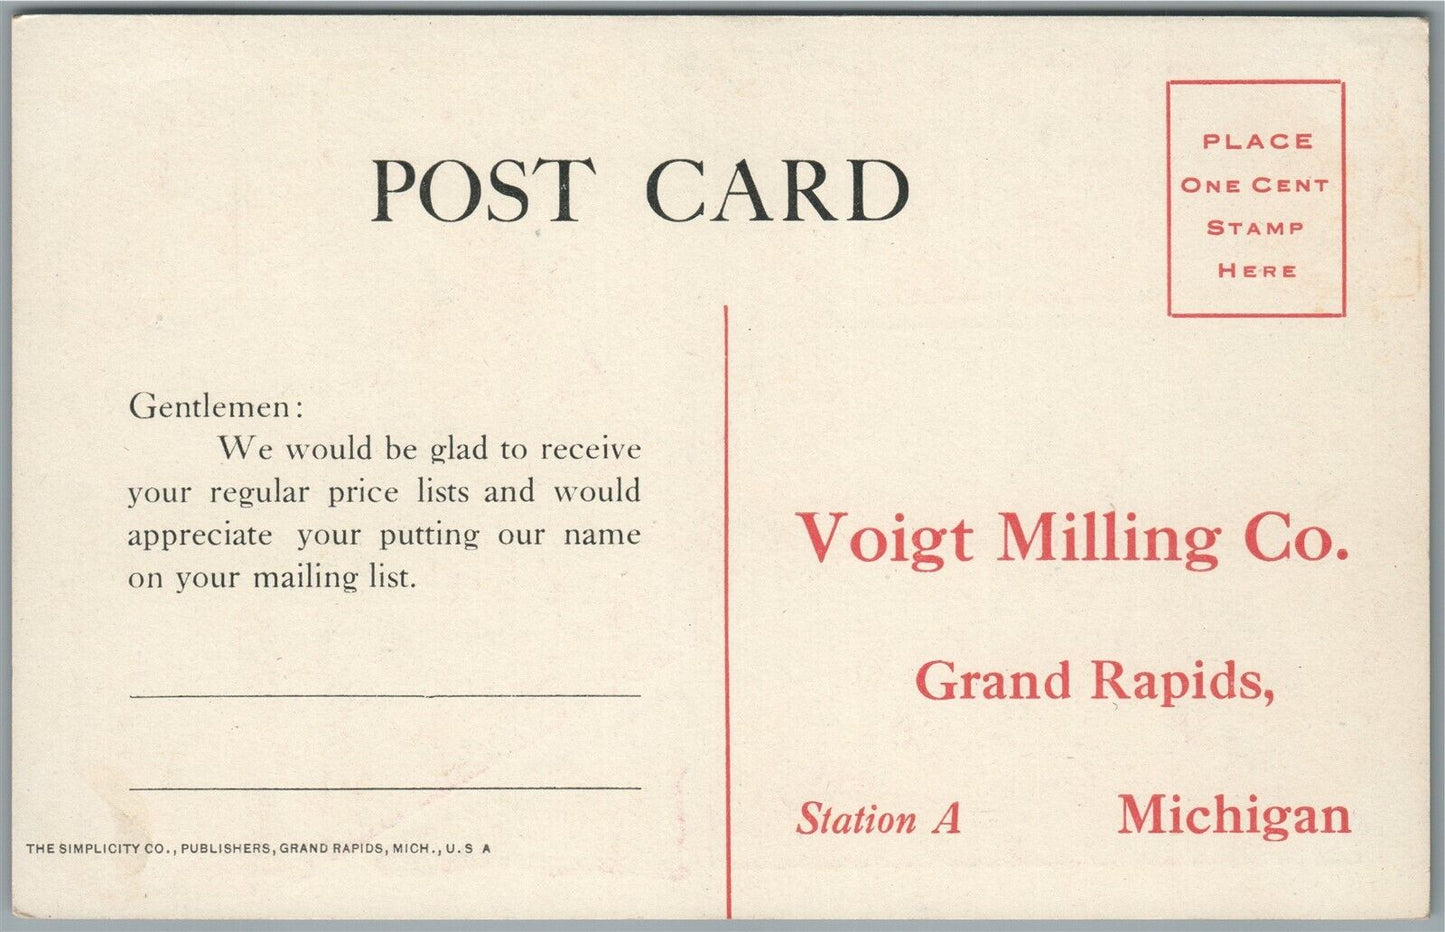 POST CARD
PLACE
ONE CENT
STAMP
HERE
Gentlemen:
We would be glad to receive
your regular price lists and would
appreciate your putting our name
on your mailing list.
Voigt Milling Co.
Grand Rapids,
Station A Michigan
THE SIMPLICITY CO., PUBLISHERS, GRAND RAPIDS, MICH., U.S A